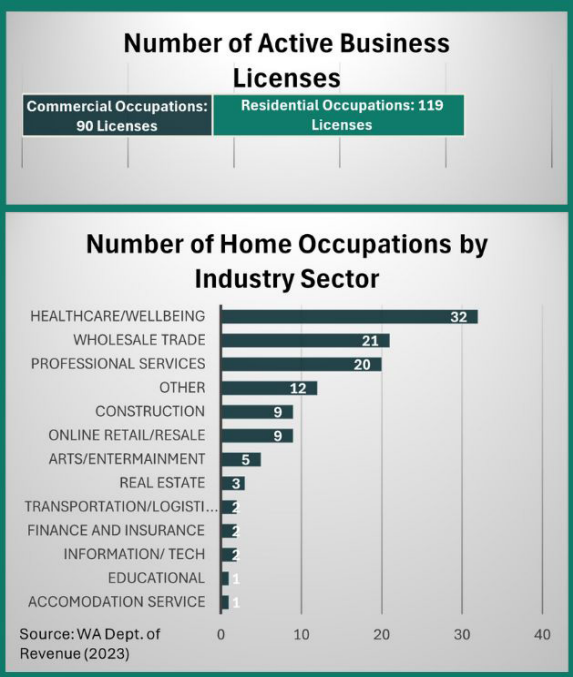 Number of Active Business
Licenses
Commercial Occupations:
90 Licenses
Residential Occupations: 119
Licenses
Number of Home Occupations by
Industry Sector
HEALTHCARE/WELLBEING 32
WHOLESALE TRADE 21
PROFESSIONAL SERVICES 20
OTHER 12
CONSTRUCTION 9
ONLINE RETAIL/RESALE 9
ARTS/ENTERMAINMENT 5
REAL ESTATE 3
TRANSPORTATION/LOGISTI... 2
FINANCE AND INSURANCE 2
INFORMATION/ TECH 2
EDUCATIONAL 1
ACCOMODATION SERVICE 1
0 10 20 30 40
Source: WA Dept. of
Revenue (2023)